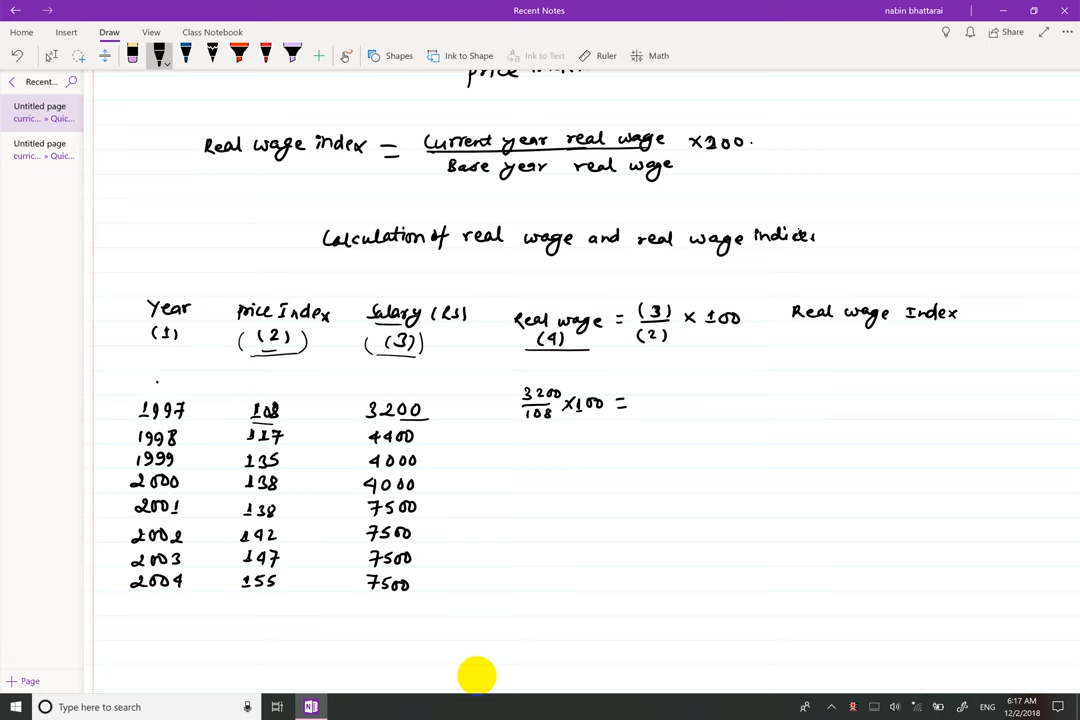 Recent Notes
nabin bhattarai
Home Insert Draw View Class Notebook
Share
Shapes Ink to Shape Ink to Text Ruler Math
Recent...
Untitled page
curric... » Quic...
Untitled page
curric... » Quic...
Real wage index = Current year real wage / Base year real wage ×100.
Calculation of real wage and real wage indices
Year (1) Price Index (2) Salary (Rs) (3) Real wage (4) = (3)/(2) × 100 Real wage Index
1997 108 3200 3200/108 ×100 =
1998 117 4400
1999 135 4000
2000 138 4000
2001 138 7500
2002 142 7500
2003 147 7500
2004 155 7500
Page
Type here to search
ENG
6:17 AM
12/2/2018